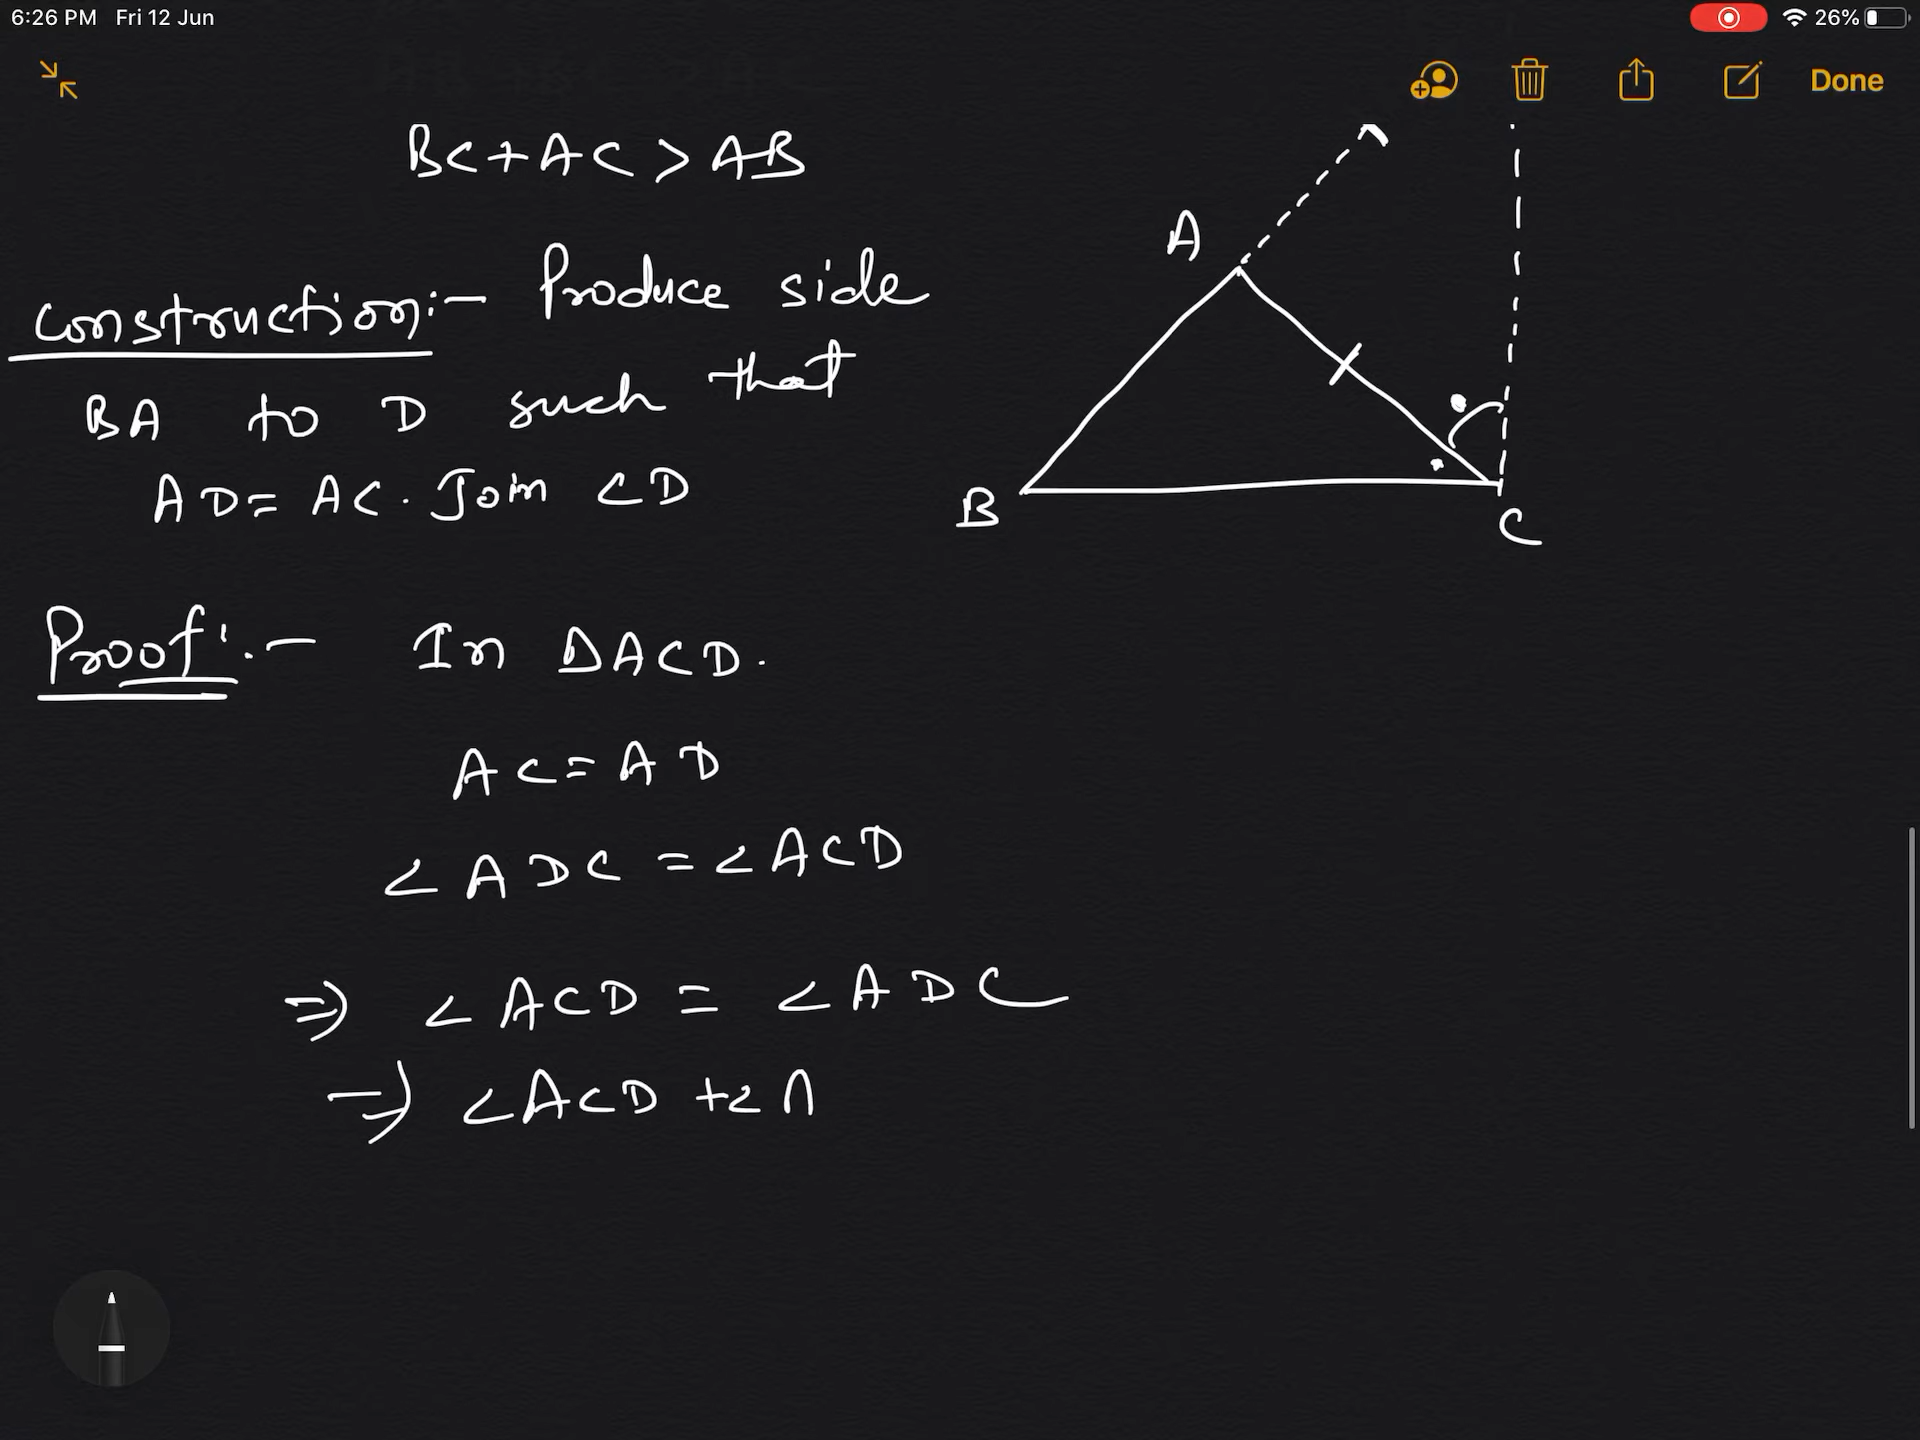 6:26 PM Fri 12 Jun
26%
Done
BC+AC>AB
A
Construction:- Produce side
BA to D such that
AD=AC. Join CD
B
C
Proof:- In ΔACD.
AC=AD
∠ADC=∠ACD
⇒ ∠ACD = ∠ADC
⇒ ∠ACD +∠